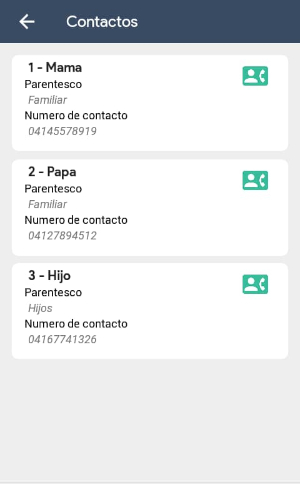 Contactos
1 - Mama
Parentesco
Familiar
Numero de contacto
04145578919
2 - Papa
Parentesco
Familiar
Numero de contacto
04127894512
3 - Hijo
Parentesco
Hijos
Numero de contacto
04167741326